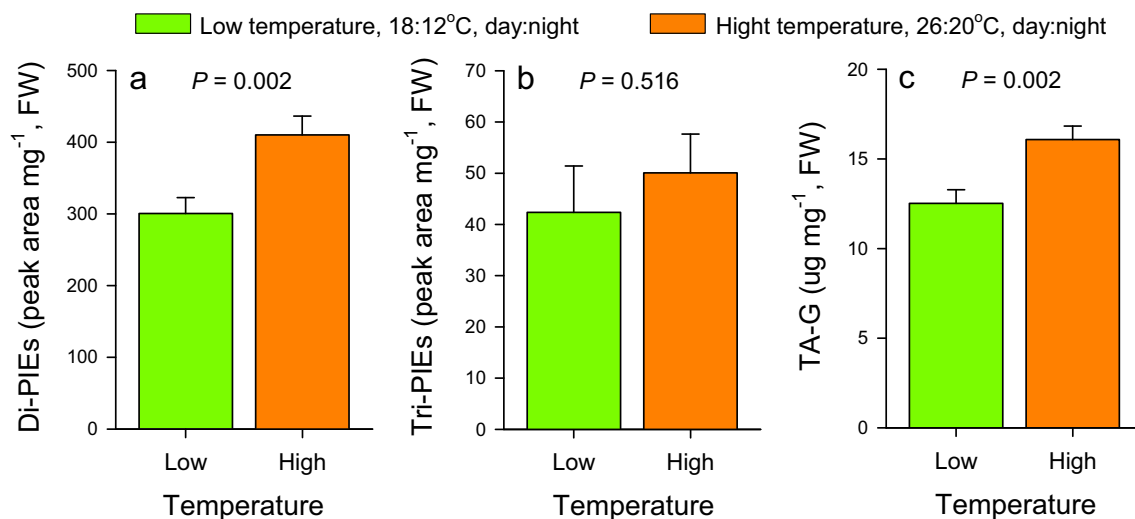 Low temperature, 18:12°C, day:night
Hight temperature, 26:20°C, day:night
a
P = 0.002
500
400
300
200
100
0
Di-PIEs (peak area mg⁻¹, FW)
Low
High
Temperature
b
P = 0.516
70
60
50
40
30
20
10
0
Tri-PIEs (peak area mg⁻¹, FW)
Low
High
Temperature
c
P = 0.002
20
15
10
5
0
TA-G (ug mg⁻¹, FW)
Low
High
Temperature